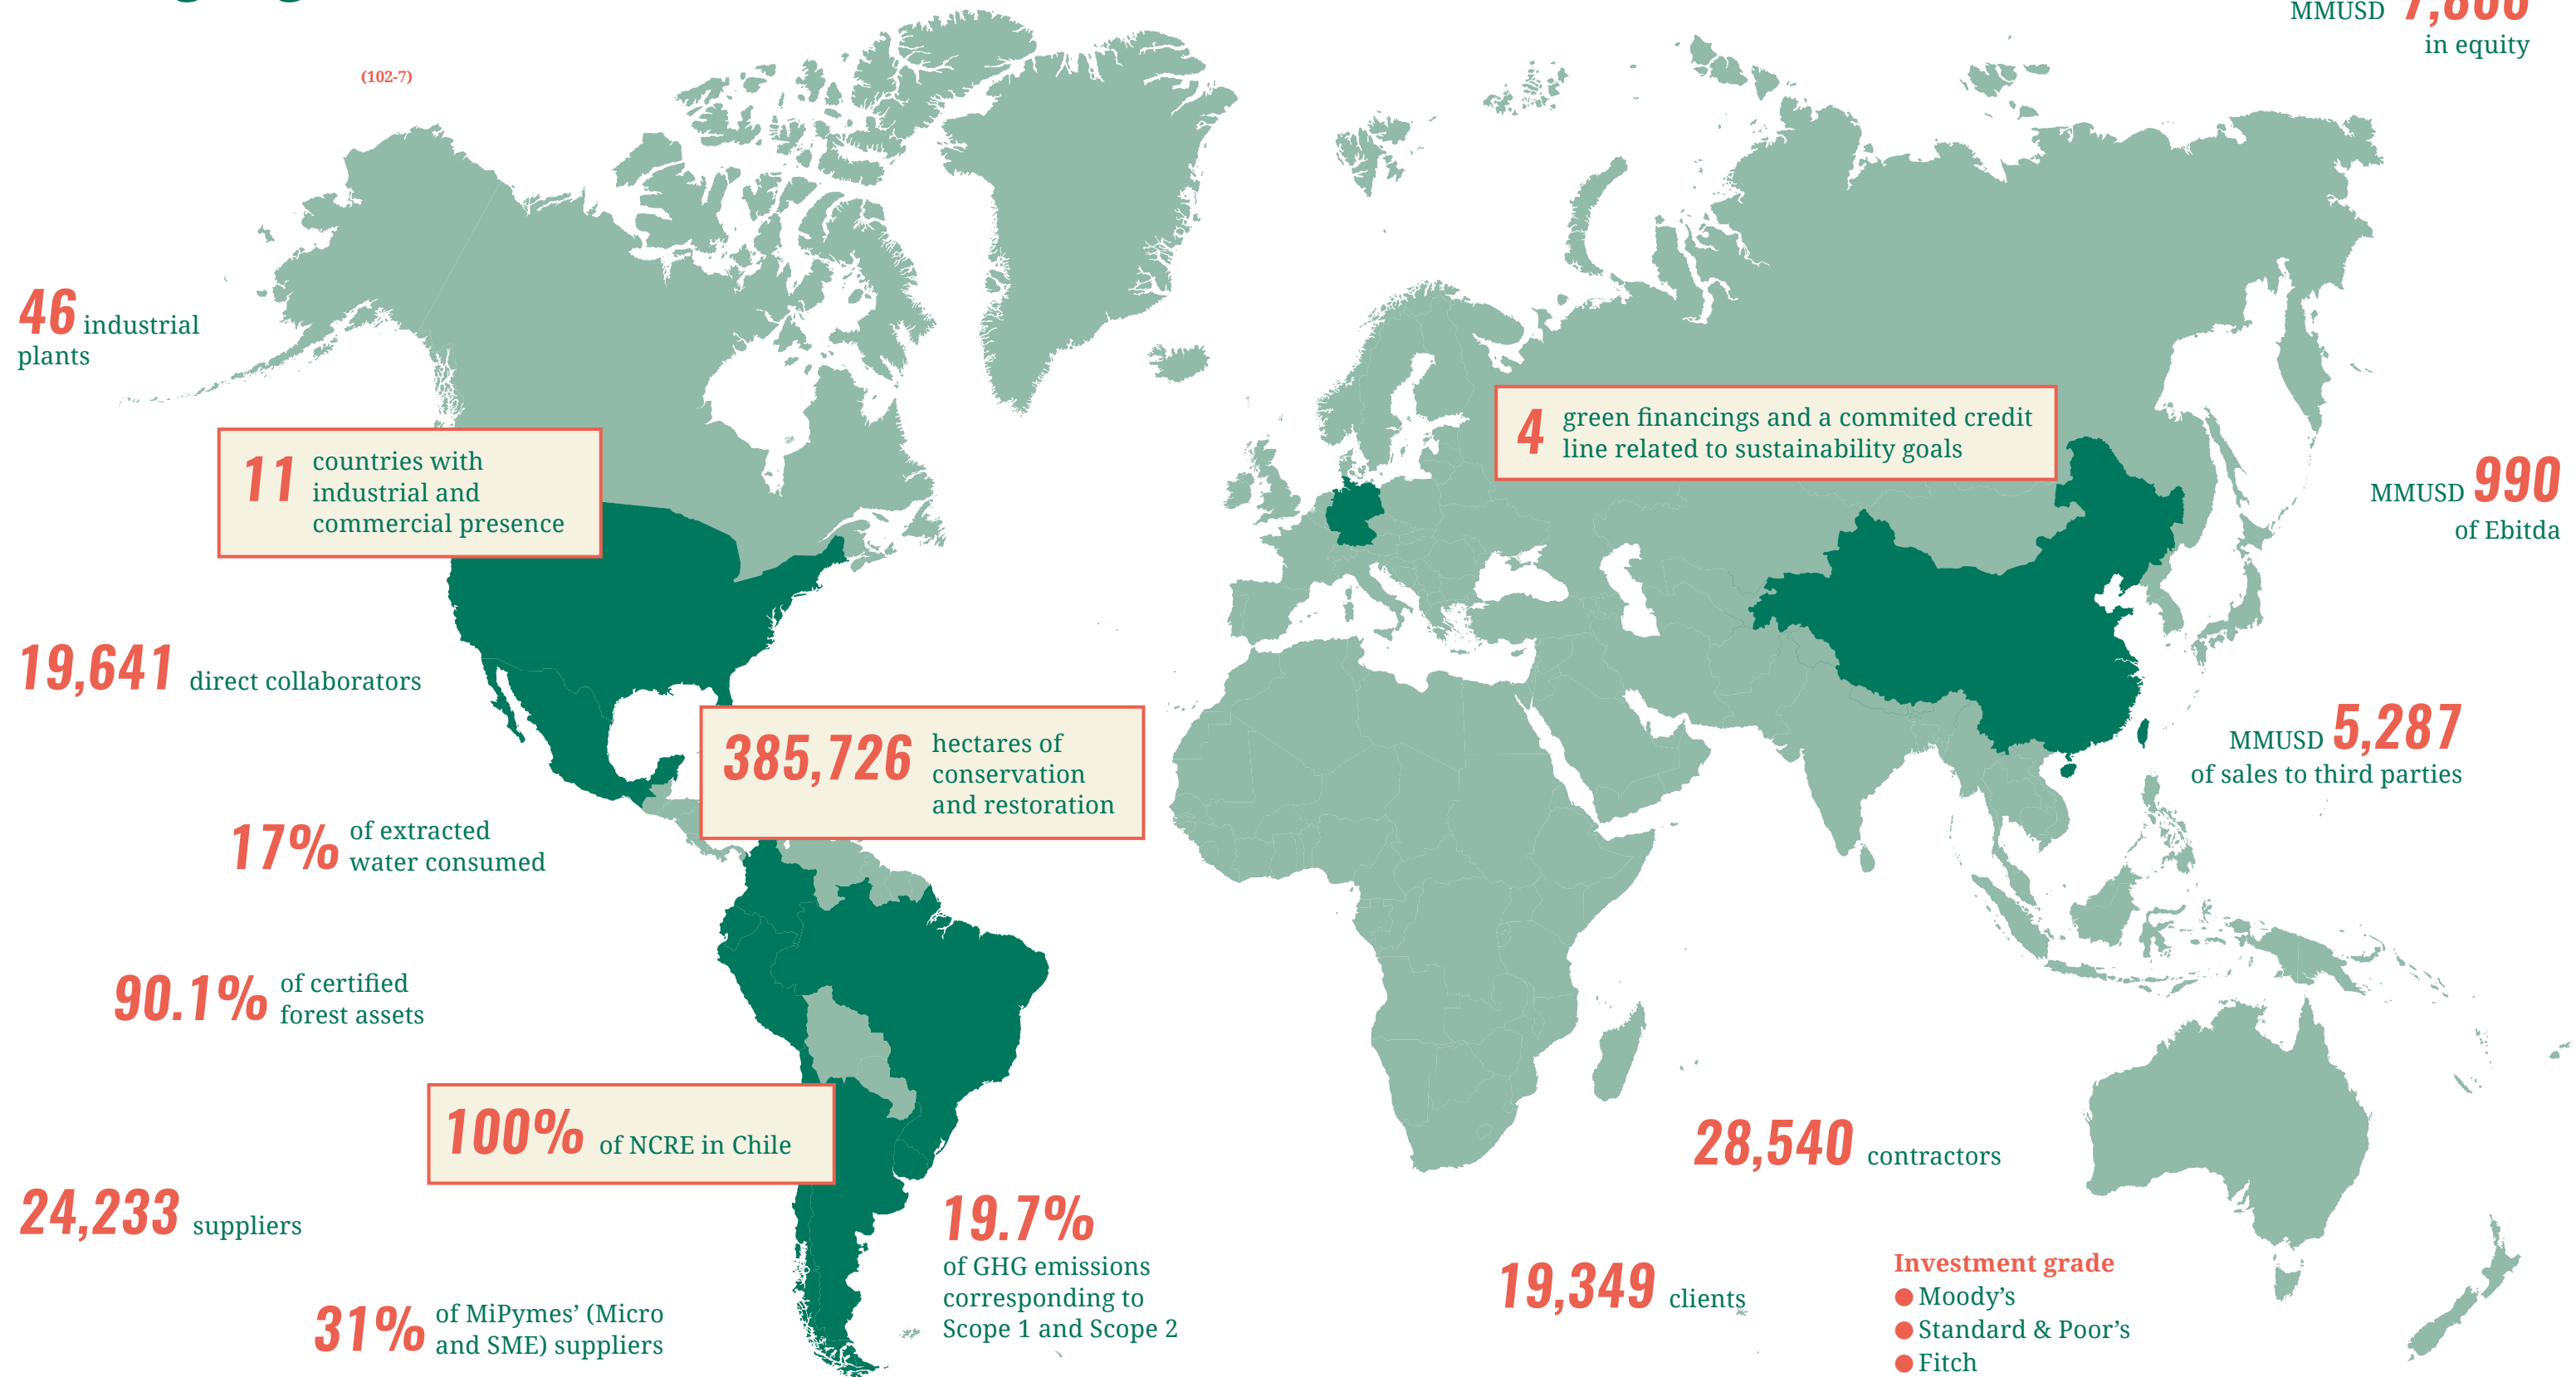 MMUSD
in equity
(102-7)
46 industrial
plants
11 countries with
industrial and
commercial presence
4 green financings and a commited credit
line related to sustainability goals
MMUSD 990
of Ebitda
19,641 direct collaborators
385,726 hectares of
conservation
and restoration
MMUSD 5,287
of sales to third parties
17% of extracted
water consumed
90.1% of certified
forest assets
100% of NCRE in Chile
28,540 contractors
24,233 suppliers
19.7%
of GHG emissions
corresponding to
Scope 1 and Scope 2
31% of MiPymes’ (Micro
and SME) suppliers
19,349 clients
Investment grade
Moody’s
Standard & Poor’s
Fitch